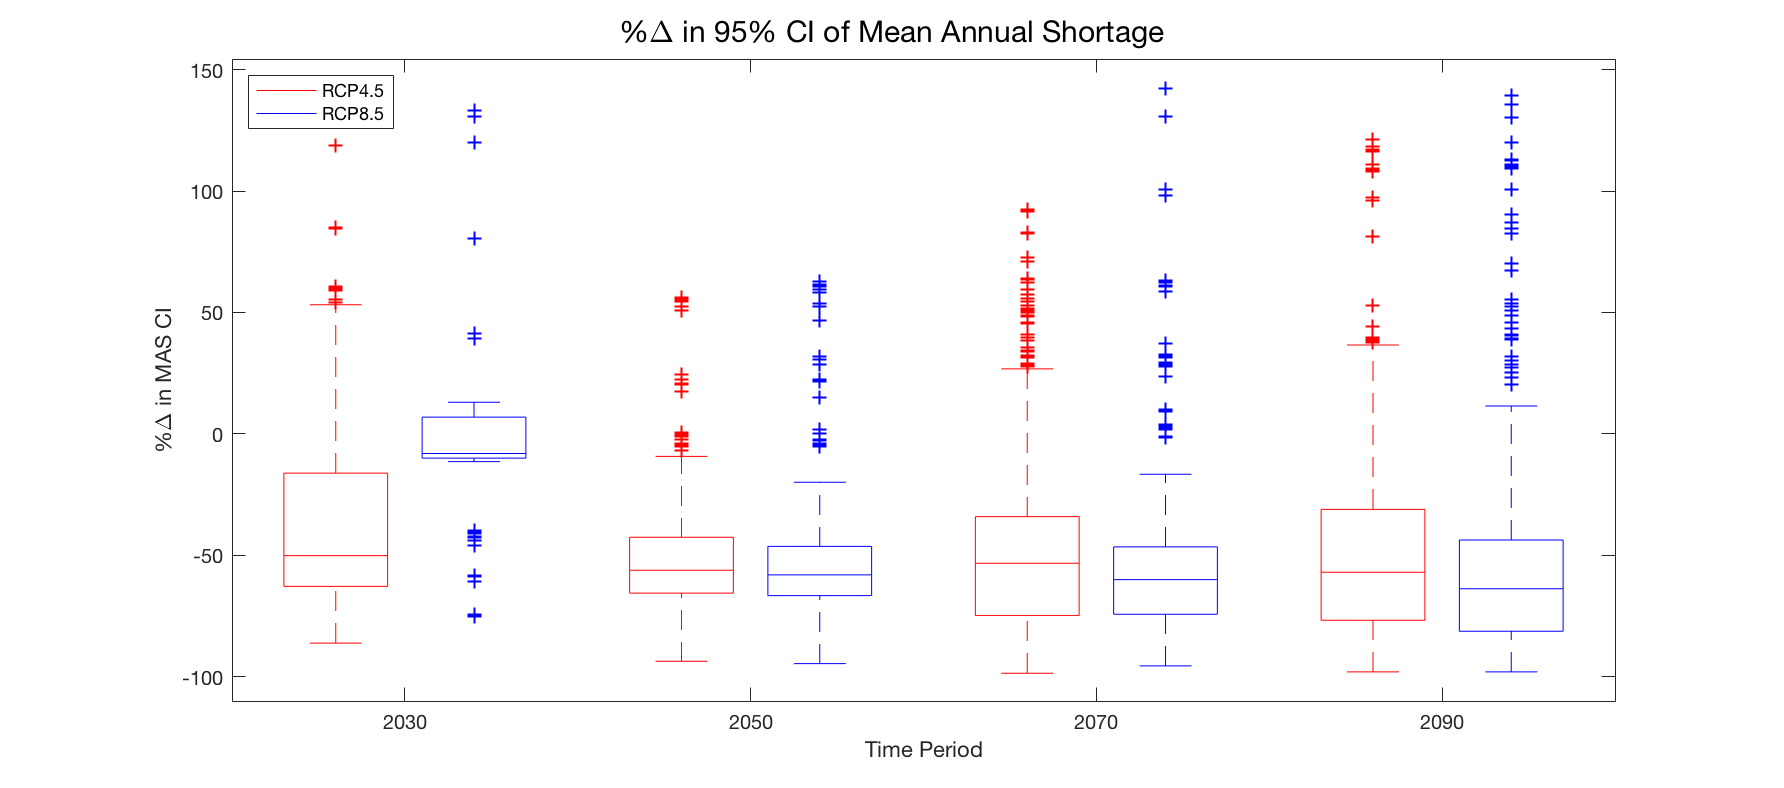 %Δ in 95% CI of Mean Annual Shortage
RCP4.5
RCP8.5
150
100
50
0
-50
-100
%Δ in MAS CI
2030
2050
2070
2090
Time Period